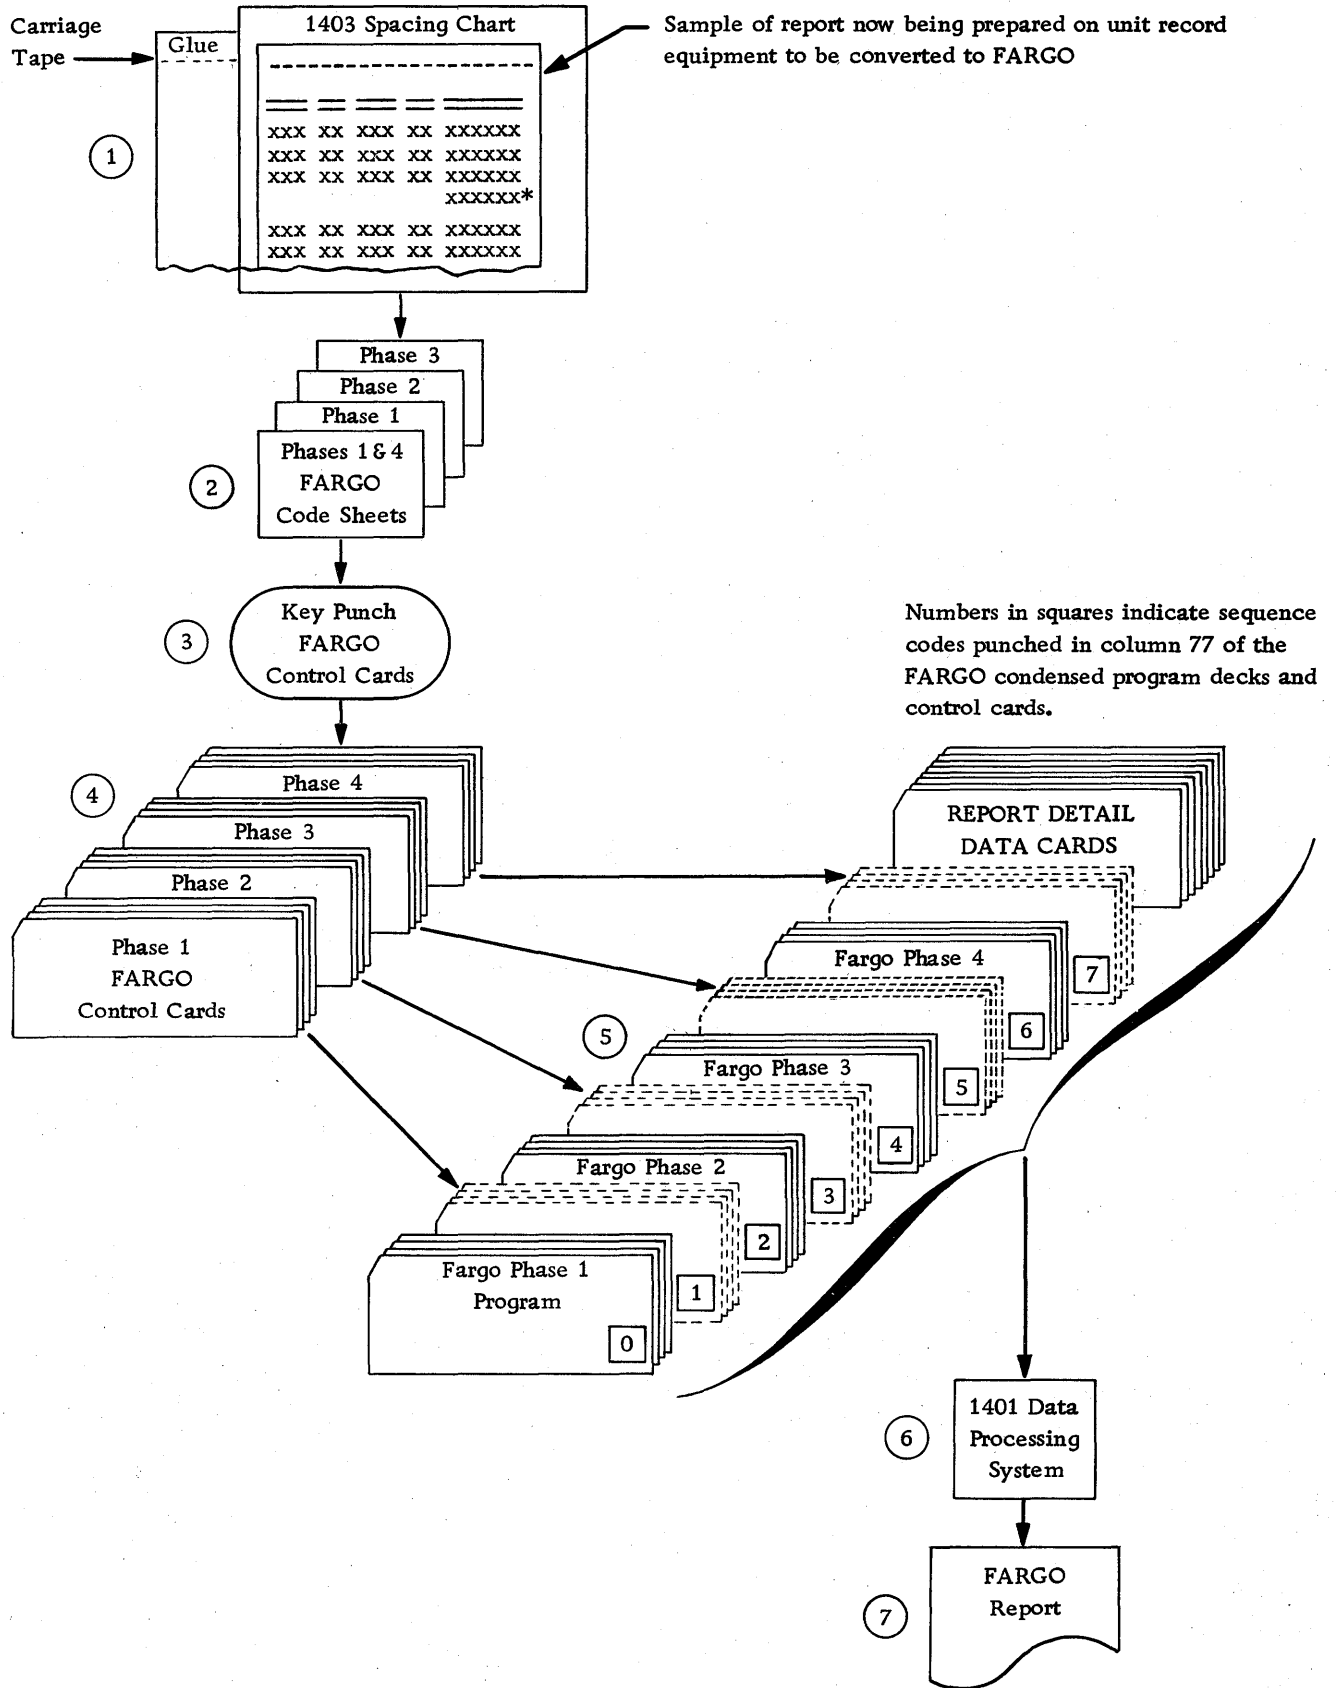 Carriage
Tape
Glue
1403 Spacing Chart
Sample of report now being prepared on unit record
equipment to be converted to FARGO
xxx xx xxx xx xxxxxx
xxx xx xxx xx xxxxxx
xxx xx xxx xx xxxxxx
xxxxxx*
xxx xx xxx xx xxxxxx
xxx xx xxx xx xxxxxx
1
Phase 3
Phase 2
Phase 1
Phases 1 & 4
FARGO
Code Sheets
2
Key Punch
FARGO
Control Cards
3
Numbers in squares indicate sequence
codes punched in column 77 of the
FARGO condensed program decks and
control cards.
4
Phase 4
Phase 3
Phase 2
Phase 1
FARGO
Control Cards
REPORT DETAIL
DATA CARDS
7
Fargo Phase 4
6
5
5
Fargo Phase 3
4
3
Fargo Phase 2
2
1
Fargo Phase 1
Program
0
6
1401 Data
Processing
System
7
FARGO
Report